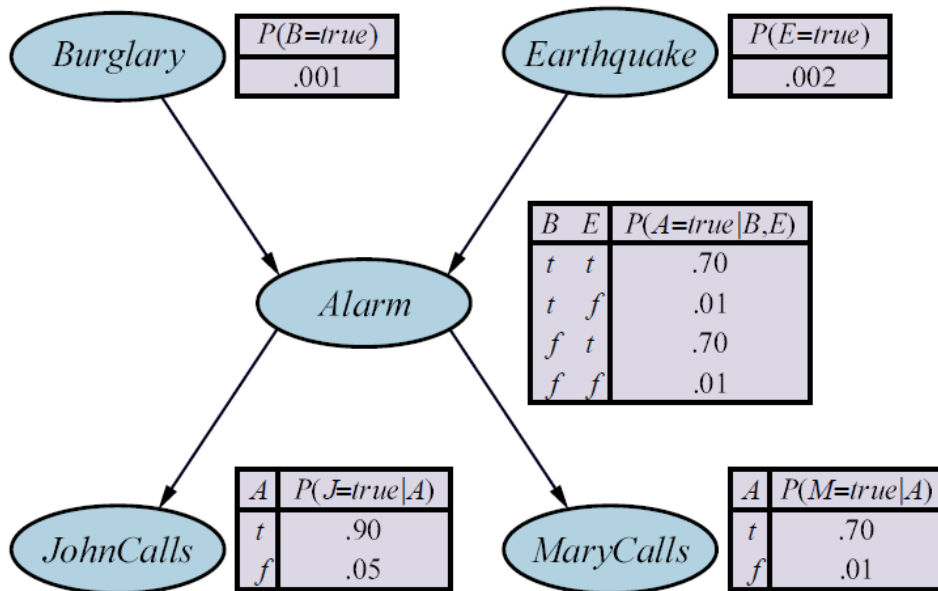 Burglary
P(B=true)
.001
Earthquake
P(E=true)
.002
B E P(A=true|B,E)
t t .70
t f .01
f t .70
f f .01
Alarm
JohnCalls
A P(J=true|A)
t .90
f .05
MaryCalls
A P(M=true|A)
t .70
f .01